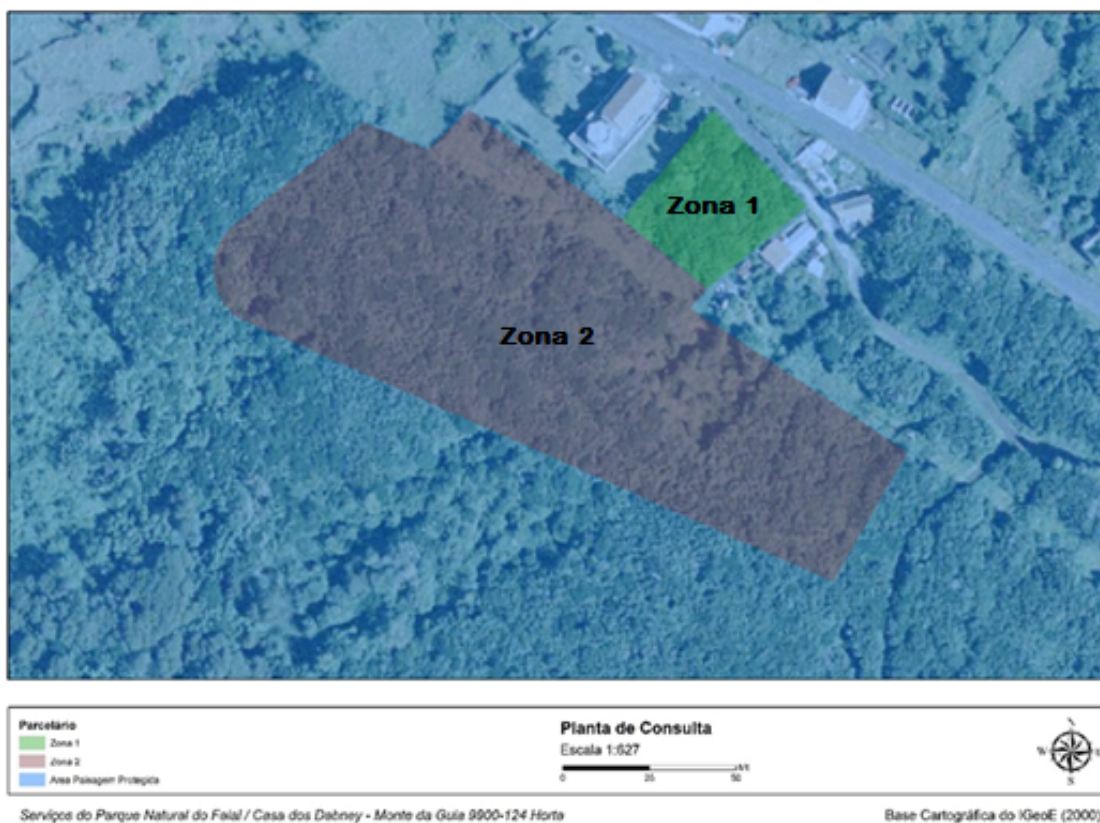 Zona 1
Zona 2
Parcelário
Zona 1
Zona 2
Area Paisagem Protegida
Planta de Consulta
Escala 1:627
0 25 50
W
S
Serviços do Parque Natural do Faial / Casa dos Dabney - Monte da Guia 9900-124 Horta
Base Cartográfica do IGeoE (2000)